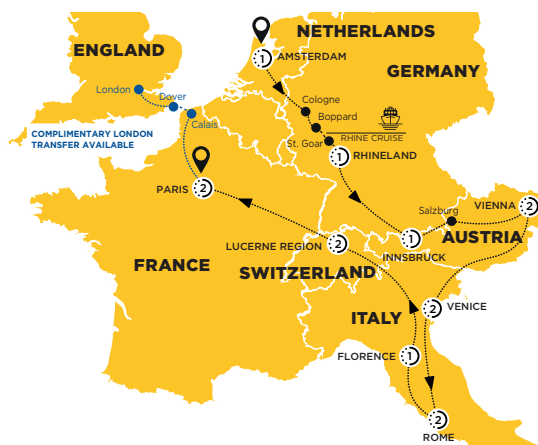 NETHERLANDS
ENGLAND
1
AMSTERDAM
GERMANY
London
Dover
Cologne
Calais
Boppard
COMPLIMENTARY LONDON
TRANSFER AVAILABLE
St. Goar
RHINE CRUISE
1
RHINELAND
PARIS
2
Salzburg
VIENNA
2
LUCERNE REGION
2
1
INNSBRUCK
AUSTRIA
FRANCE
SWITZERLAND
ITALY
2
VENICE
FLORENCE
1
2
ROME